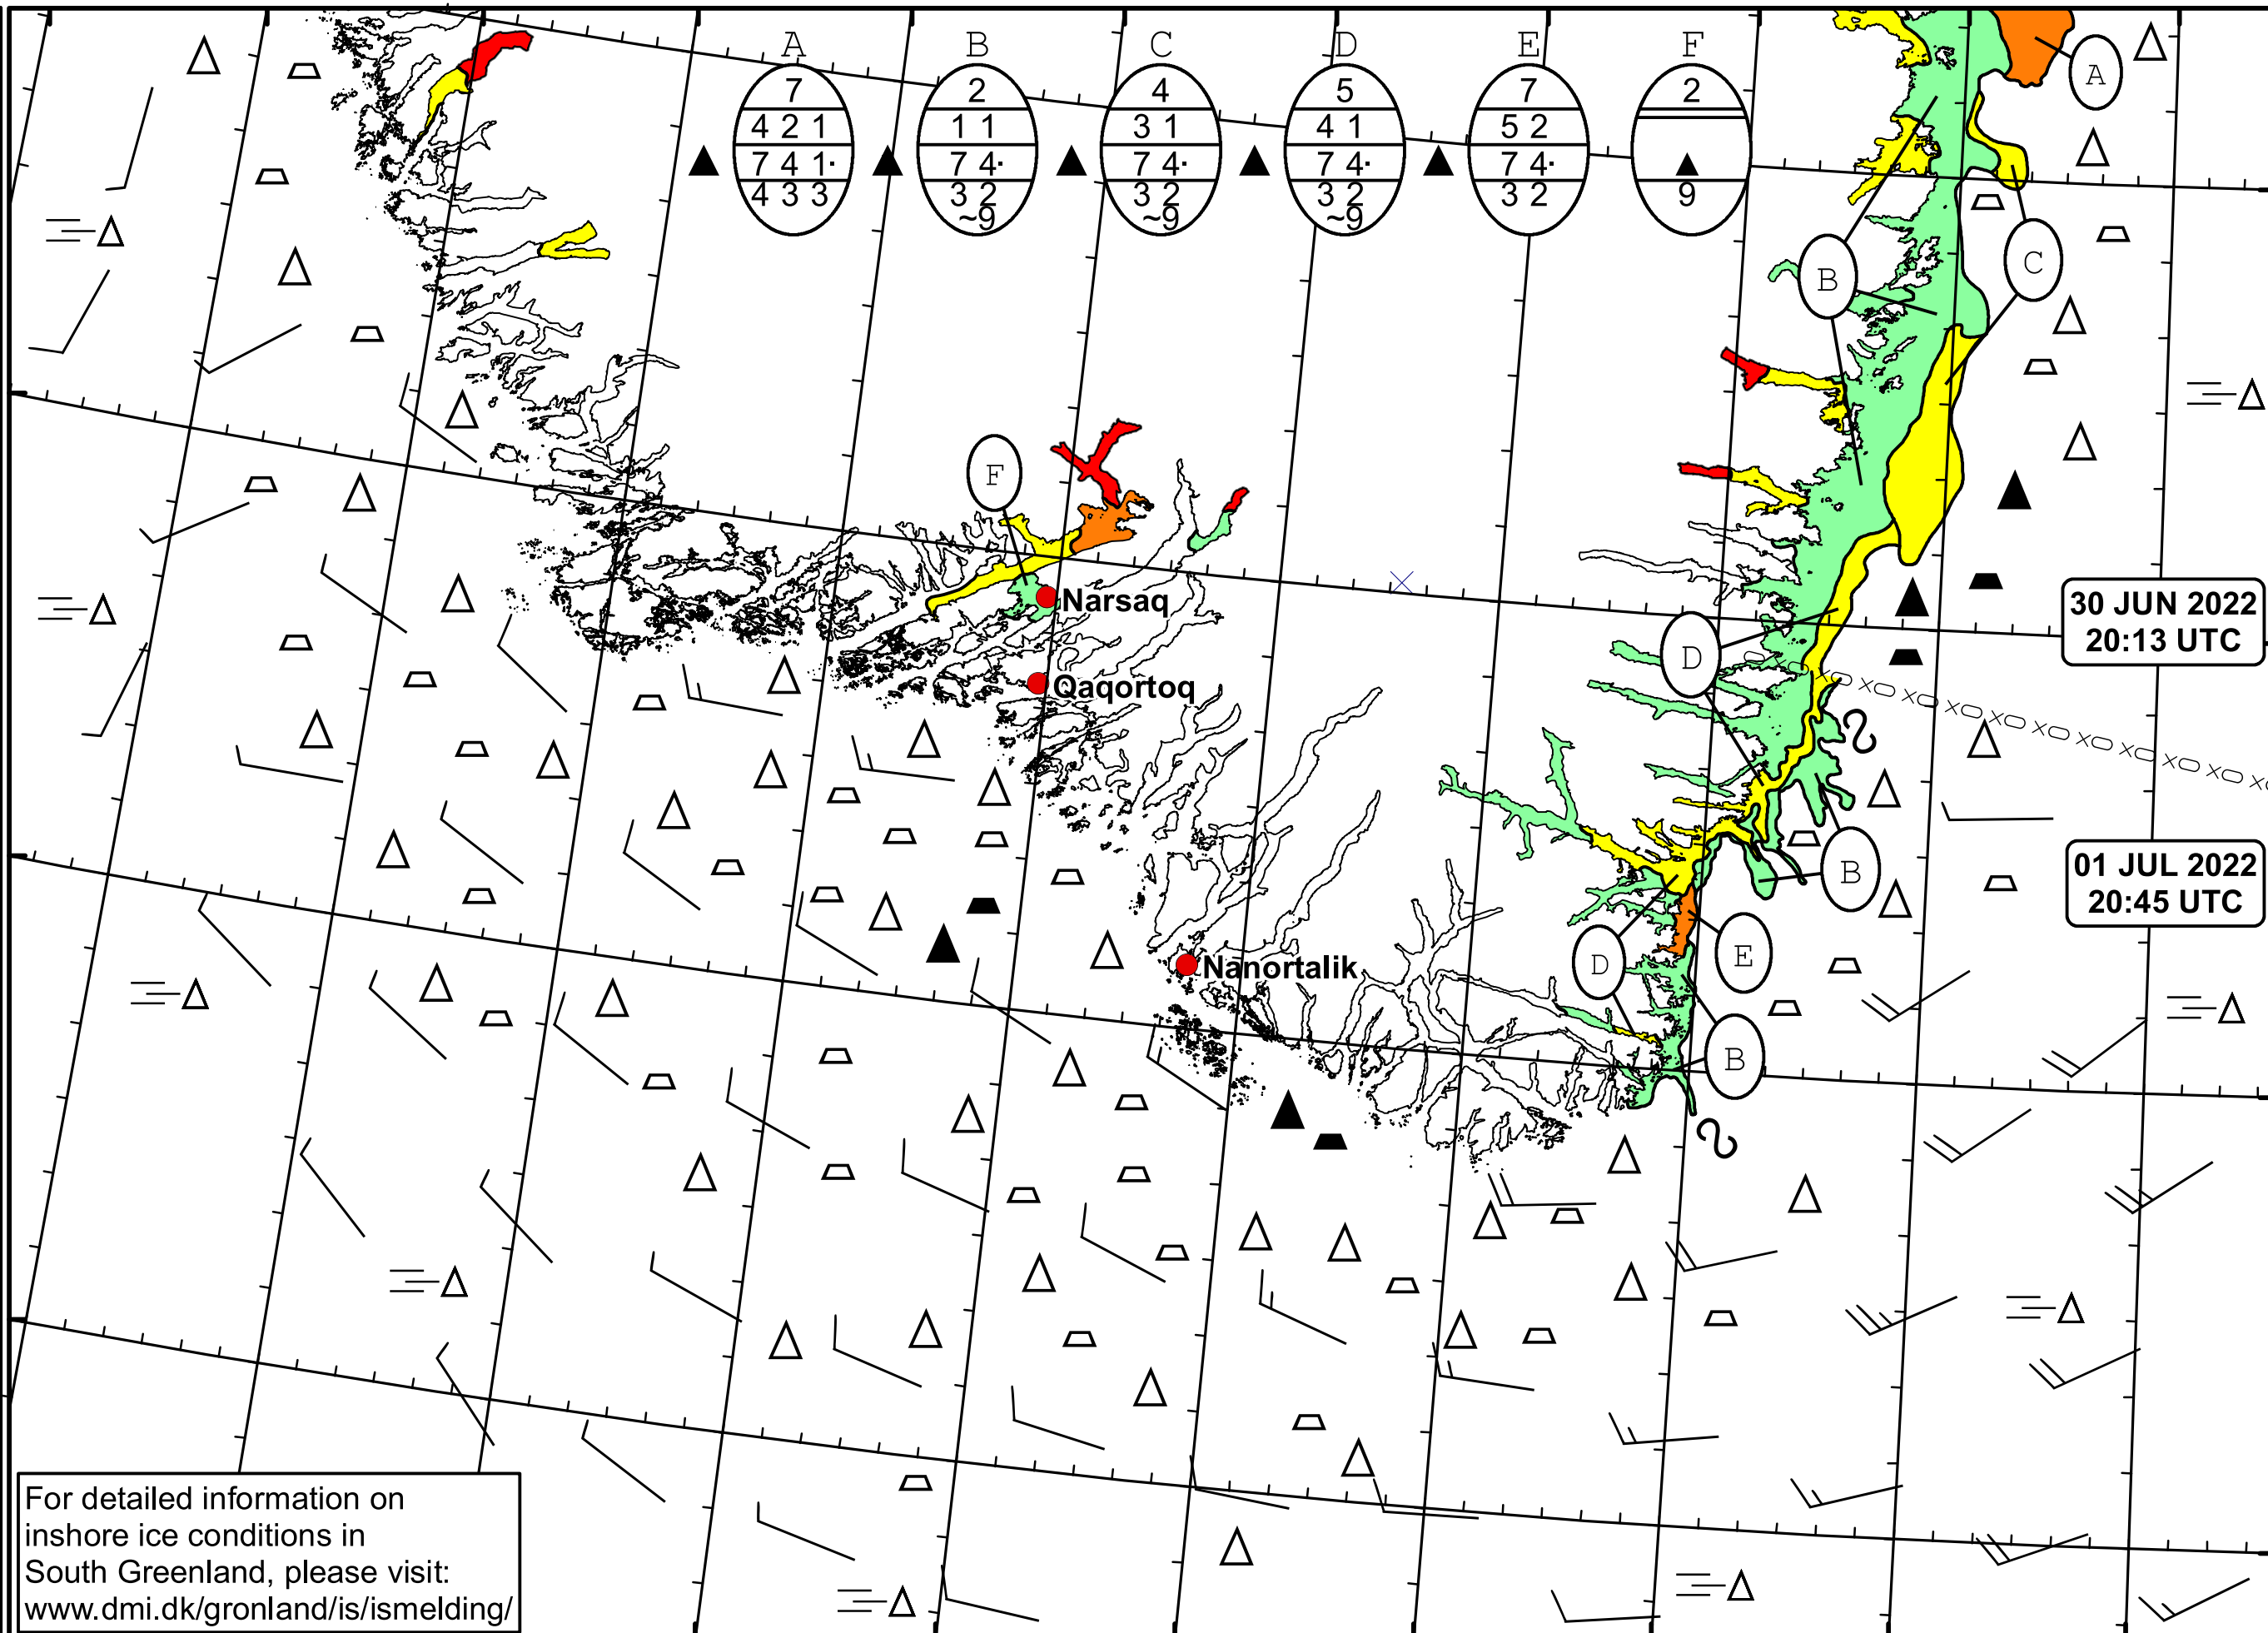 A B C D E F
7 2 4 5 7 2
4 2 1 1 1 3 1 4 1 5 2
7 4 1· 7 4· 7 4· 7 4· 7 4·
4 3 3 3 2 3 2 3 2 3 2 9
~9 ~9 ~9
A
B
C
F
Narsaq
30 JUN 2022
20:13 UTC
D
Qaqortoq
B
01 JUL 2022
20:45 UTC
D
E
Nanortalik
B
For detailed information on
inshore ice conditions in
South Greenland, please visit:
www.dmi.dk/gronland/is/ismelding/